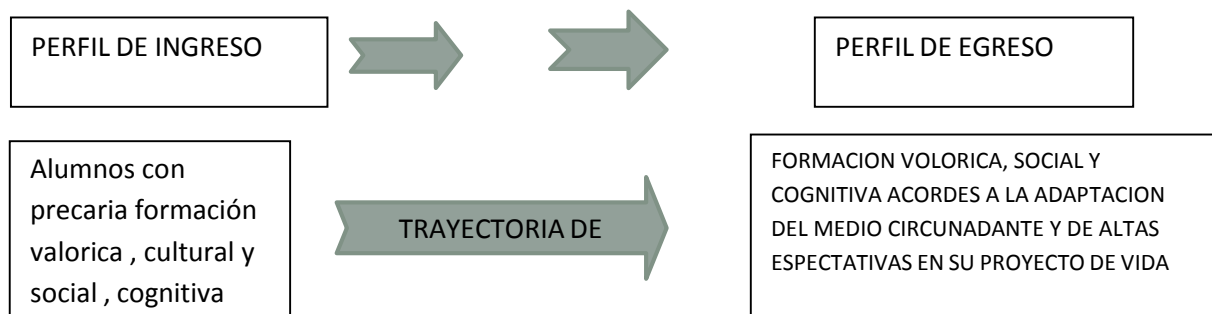 PERFIL DE INGRESO
PERFIL DE EGRESO
Alumnos con
precaria formación
valorica , cultural y
social , cognitiva
TRAYECTORIA DE
FORMACION VOLORICA, SOCIAL Y
COGNITIVA ACORDES A LA ADAPTACION
DEL MEDIO CIRCUNADANTE Y DE ALTAS
ESPECTATIVAS EN SU PROYECTO DE VIDA